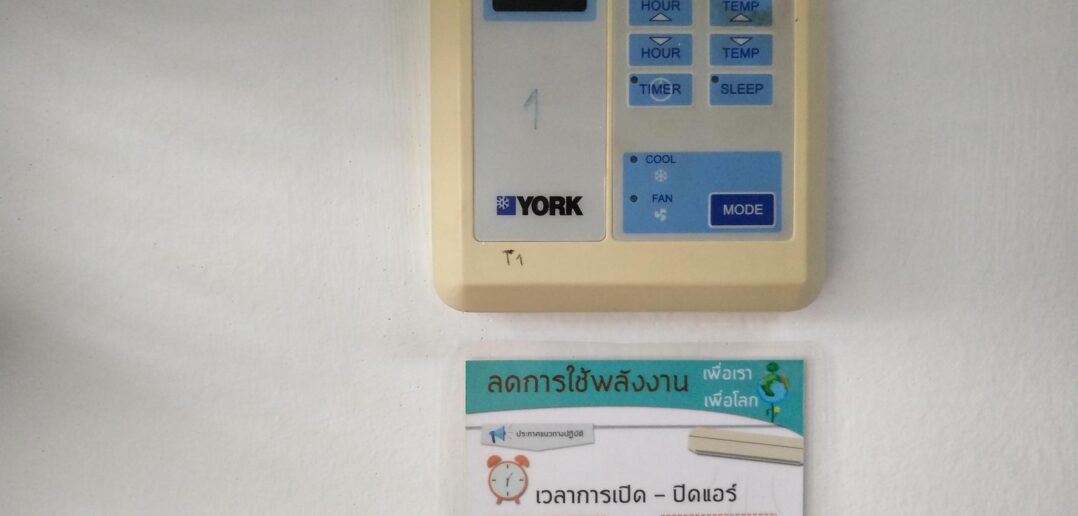 HOUR TEMP
HOUR TEMP
TIMER SLEEP
1
COOL
FAN
MODE
YORK
T1
ลดการใช้พลังงาน เพื่อเรา
เพื่อโลก
ประกาศแนวทางปฏิบัติ
เวลาการเปิด – ปิดแอร์